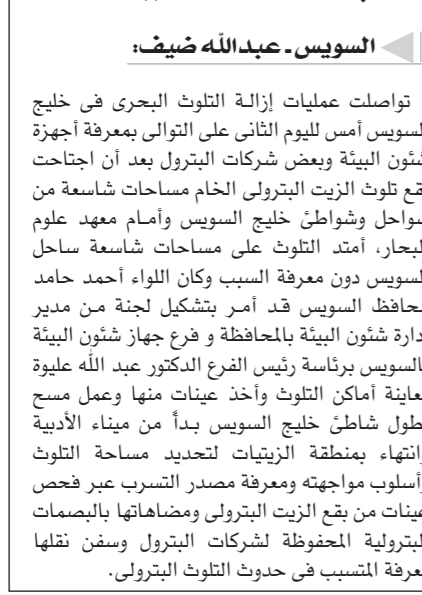 السويس ـ عبدالله ضيف:
تواصلت عمليات إزالة التلوث البحرى فى خليج
السويس أمس لليوم الثانى على التوالى بمعرفة أجهزة
شئون البيئة وبعض شركات البترول بعد أن اجتاحت
بقع تلوث الزيت البترولى الخام مساحات شاسعة من
سواحل وشواطئ خليج السويس وأمام معهد علوم
البحار، أمتد التلوث على مساحات شاسعة ساحل
السويس دون معرفة السبب وكان اللواء أحمد حامد
محافظ السويس قد أمر بتشكيل لجنة من مدير
إدارة شئون البيئة بالمحافظة و فرع جهاز شئون البيئة
بالسويس برئاسة رئيس الفرع الدكتور عبد الله عليوة
لمعاينة أماكن التلوث وأخذ عينات منها وعمل مسح
بطول شاطئ خليج السويس بدأً من ميناء الأدبية
وانتهاء بمنطقة الزيتيات لتحديد مساحة التلوث
وأسلوب مواجهته ومعرفة مصدر التسرب عبر فحص
عينات من بقع الزيت البترولى ومضاهاتها بالبصمات
البترولية المحفوظة لشركات البترول وسفن نقلها
لمعرفة المتسبب فى حدوث التلوث البترولى.